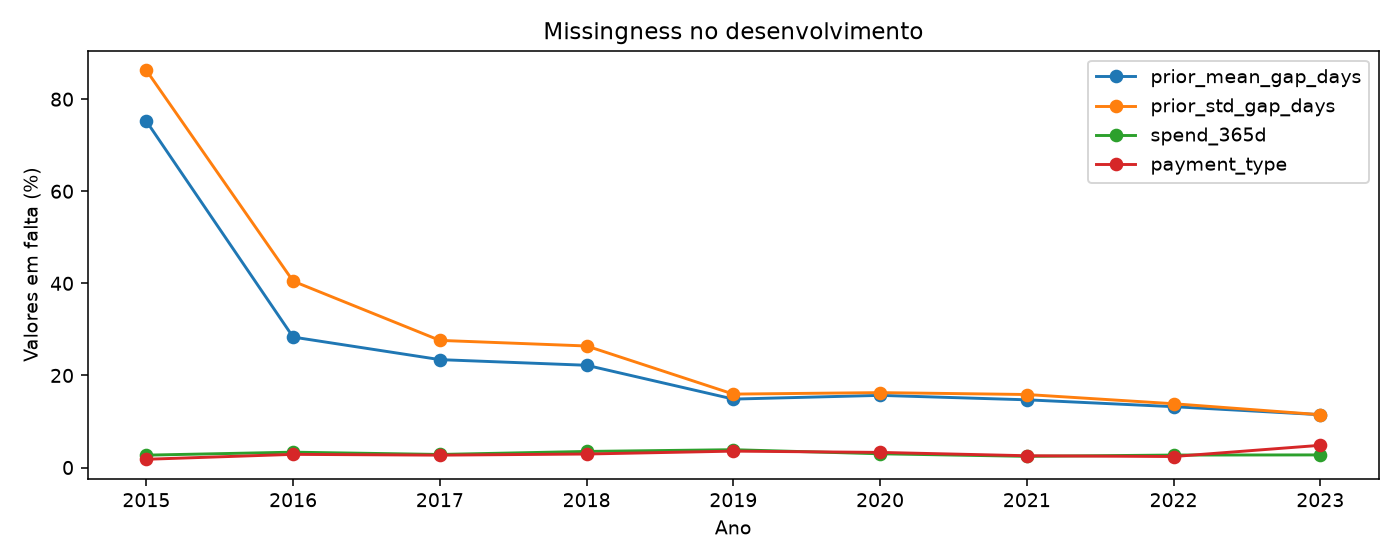 Missingness no desenvolvimento
prior_mean_gap_days
prior_std_gap_days
spend_365d
payment_type
Valores em falta (%)
80
60
40
20
0
2015 2016 2017 2018 2019 2020 2021 2022 2023
Ano